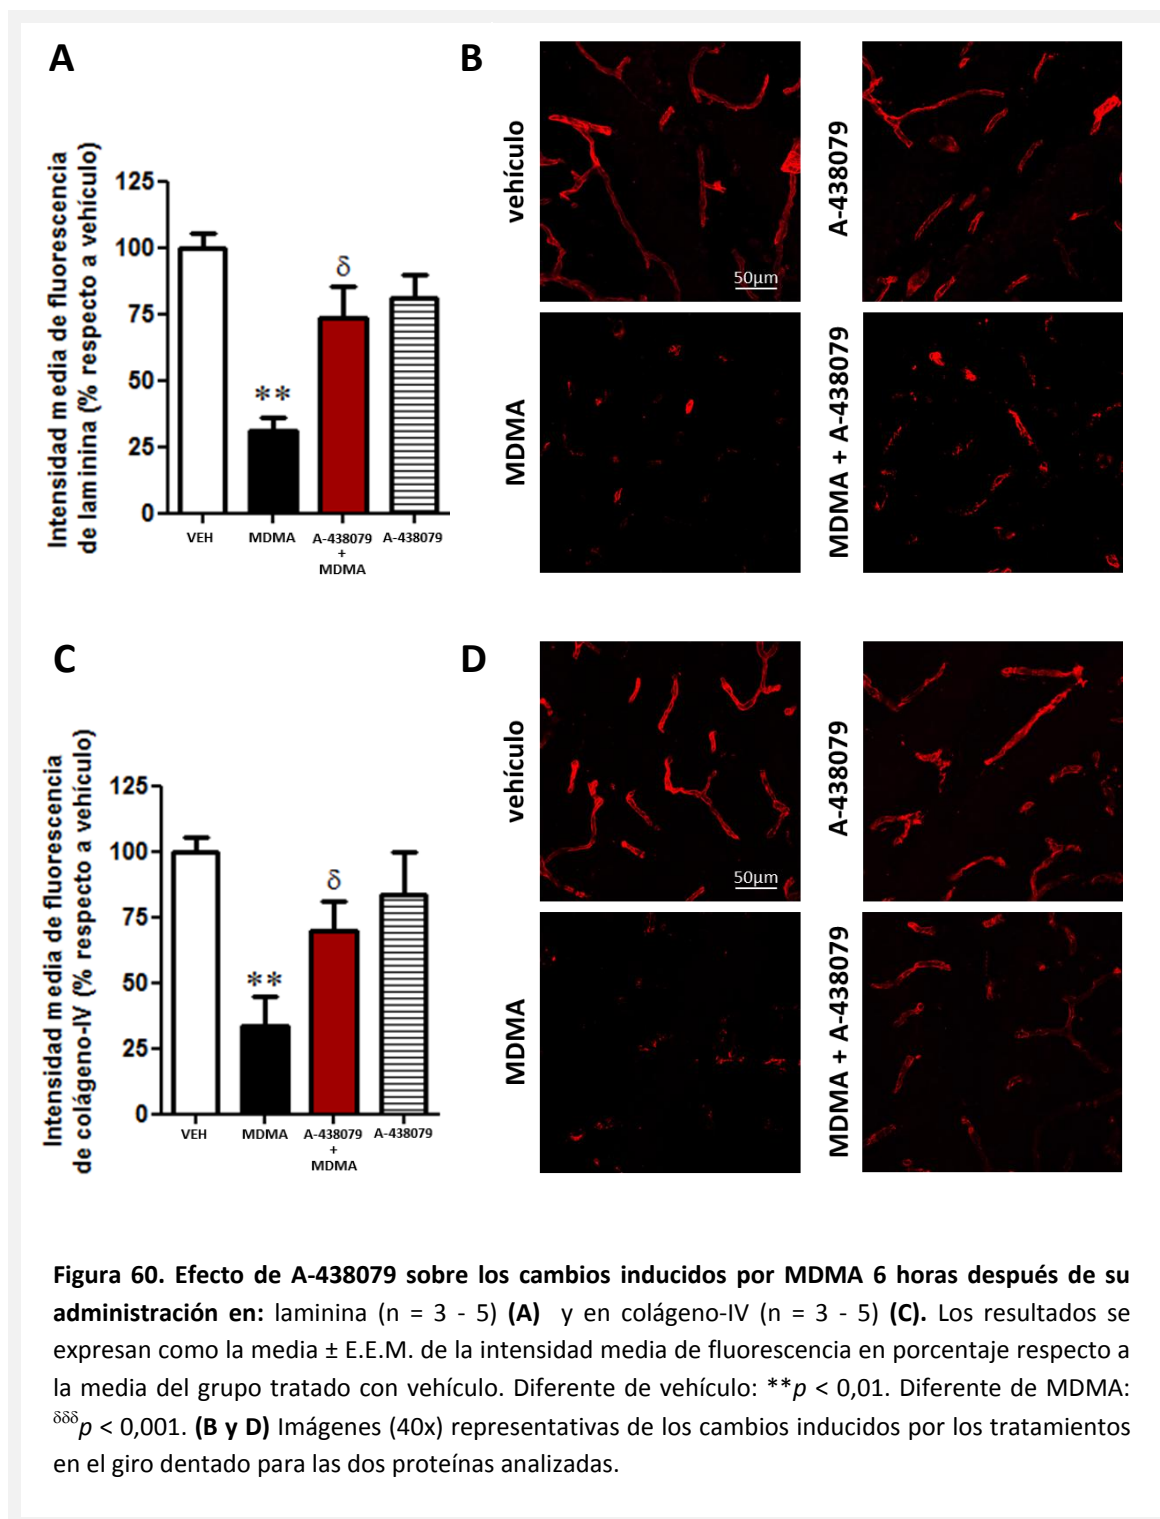 A
Intensidad media de fluorescencia
de laminina (% respecto a vehículo)
125
100
75
50
25
0
**
δ
VEH
MDMA
A-438079
+
MDMA
A-438079
B
vehículo
50μm
A-438079
MDMA
MDMA + A-438079
C
Intensidad media de fluorescencia
de colágeno-IV (% respecto a vehículo)
125
100
75
50
25
0
**
δ
VEH
MDMA
A-438079
+
MDMA
A-438079
D
vehículo
50μm
A-438079
MDMA
MDMA + A-438079
Figura 60. Efecto de A-438079 sobre los cambios inducidos por MDMA 6 horas después de su
administración en: laminina (n = 3 - 5) (A) y en colágeno-IV (n = 3 - 5) (C). Los resultados se
expresan como la media ± E.E.M. de la intensidad media de fluorescencia en porcentaje respecto a
la media del grupo tratado con vehículo. Diferente de vehículo: **p < 0,01. Diferente de MDMA:
δδδp < 0,001. (B y D) Imágenes (40x) representativas de los cambios inducidos por los tratamientos
en el giro dentado para las dos proteínas analizadas.